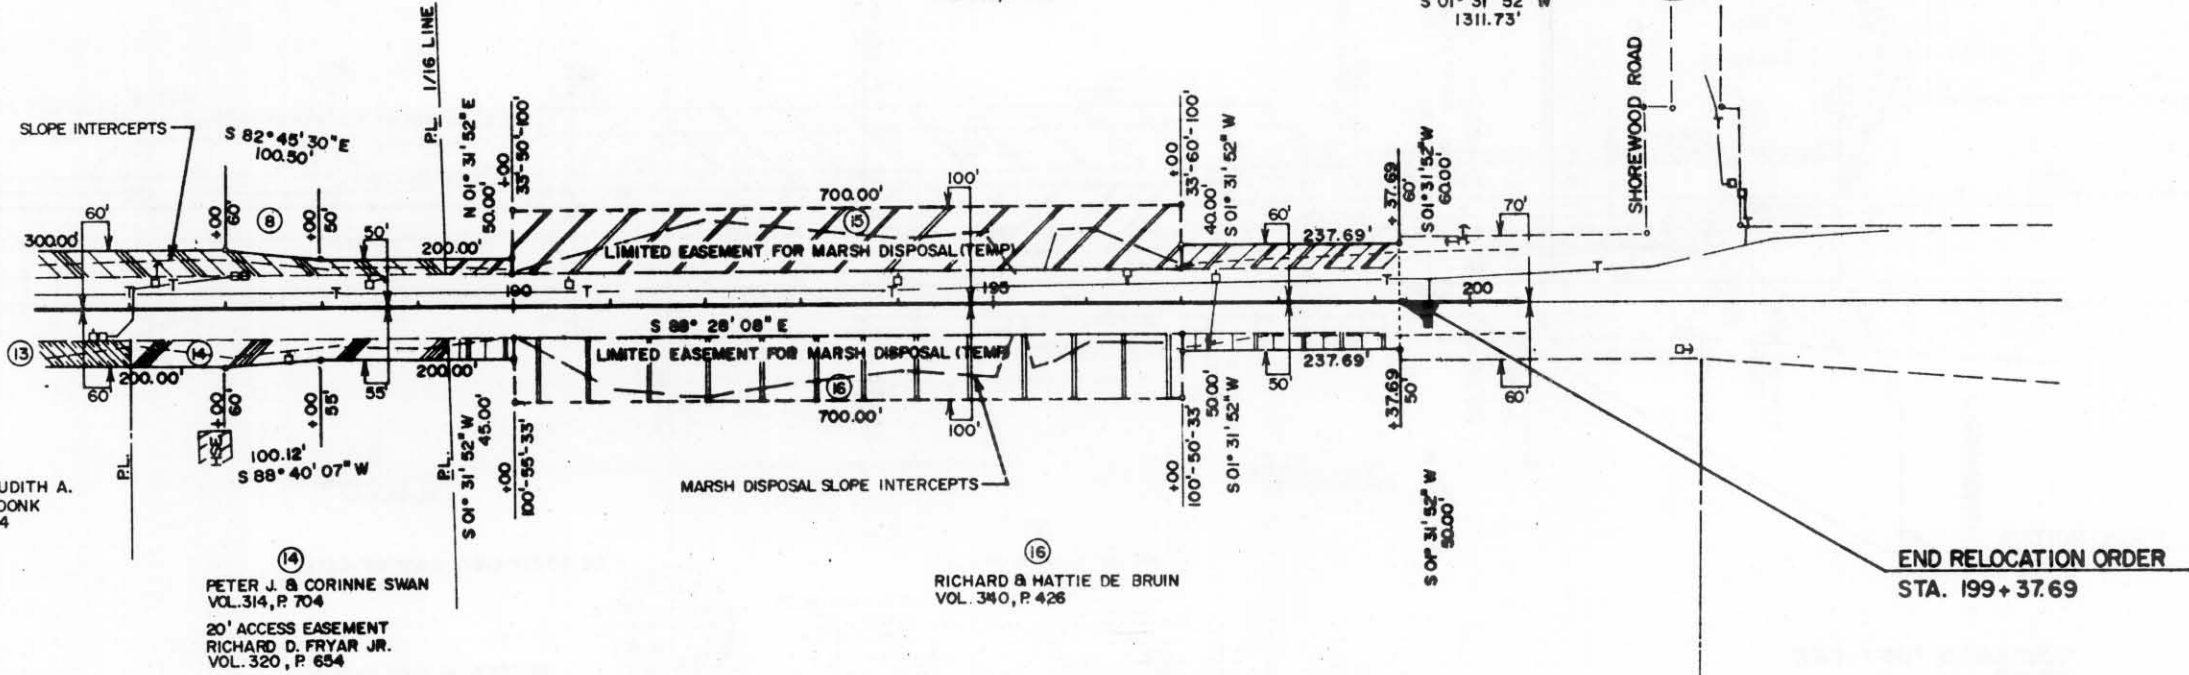 S 01° 31' 52" W
1311.73'
1/16 LINE
P.L.
SHOREWOOD ROAD
SLOPE INTERCEPTS
S 82° 45' 30" E
100.50'
N 01° 31' 52" E
50.00'
+00
33'-50'-100'
+00
33'-60'-100'
40.00'
S 01° 31' 52" W
+37.69
60'
S 01° 31' 52" W
60.00'
300.00'
60'
+00
60'
8
+00
50'
50'
200.00'
700.00'
15
100'
LIMITED EASEMENT FOR MARSH DISPOSAL (TEMP)
60'
237.69'
70'
T
T
T
190
T
T
195
T
T
200
T
T
T
S 88° 28' 08" E
13
14
60'
200.00'
+00
60'
+00
55'
55'
200.00'
LIMITED EASEMENT FOR MARSH DISPOSAL (TEMP)
16
700.00'
100'
50'
237.69'
+37.69
50'
60'
HSE
P.L.
100.12'
S 88° 40' 07" W
P.L.
S 01° 31' 52" W
45.00'
+00
100'-55'-33'
MARSH DISPOSAL SLOPE INTERCEPTS
+00
100'-50'-33'
50.00'
S 01° 31' 52" W
S 01° 31' 52" W
50.00'
UDITH A.
DONK
4
14
PETER J. & CORINNE SWAN
VOL. 314, P. 704
20' ACCESS EASEMENT
RICHARD D. FRYAR JR.
VOL. 320, P. 654
16
RICHARD & HATTIE DE BRUIN
VOL. 340, P. 426
END RELOCATION ORDER
STA. 199+37.69